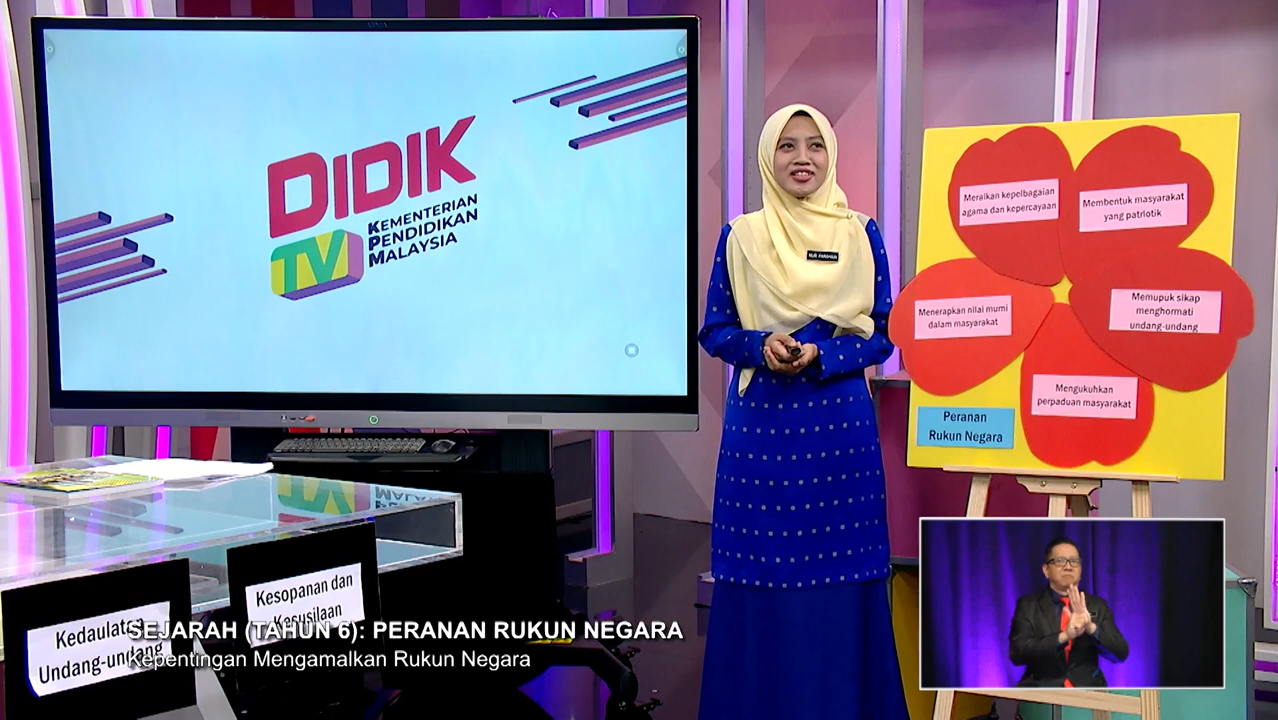 DIDIK
TV
KEMENTERIAN
PENDIDIKAN
MALAYSIA
Meraikan kepelbagaian
agama dan kepercayaan
Membentuk masyarakat
yang patriotik
Menerapkan nilai murni
dalam masyarakat
Memupuk sikap
menghormati
undang-undang
Mengukuhkan
perpaduan masyarakat
Peranan
Rukun Negara
Kesopanan dan
Kesusilaan
Undang-undang
SEJARAH (TAHUN 6): PERANAN RUKUN NEGARA
Kepentingan Mengamalkan Rukun Negara